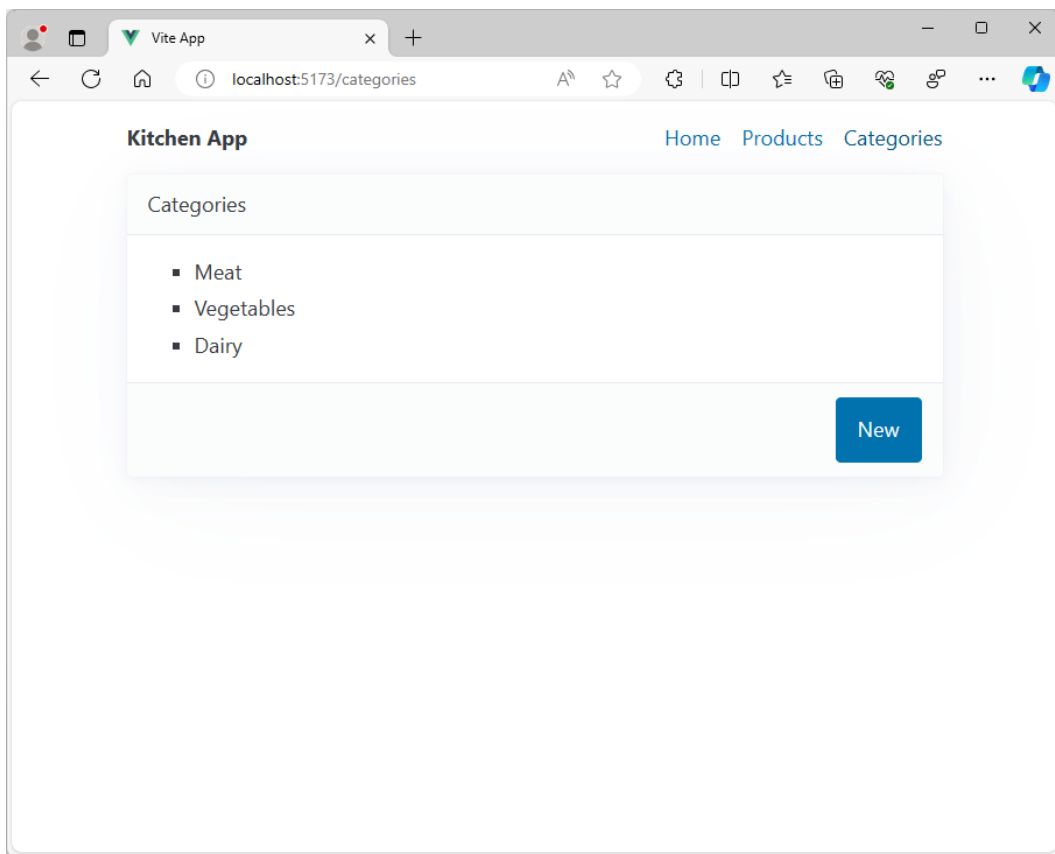 Vite App
localhost:5173/categories
Kitchen App Home Products Categories
Categories
Meat
Vegetables
Dairy
New